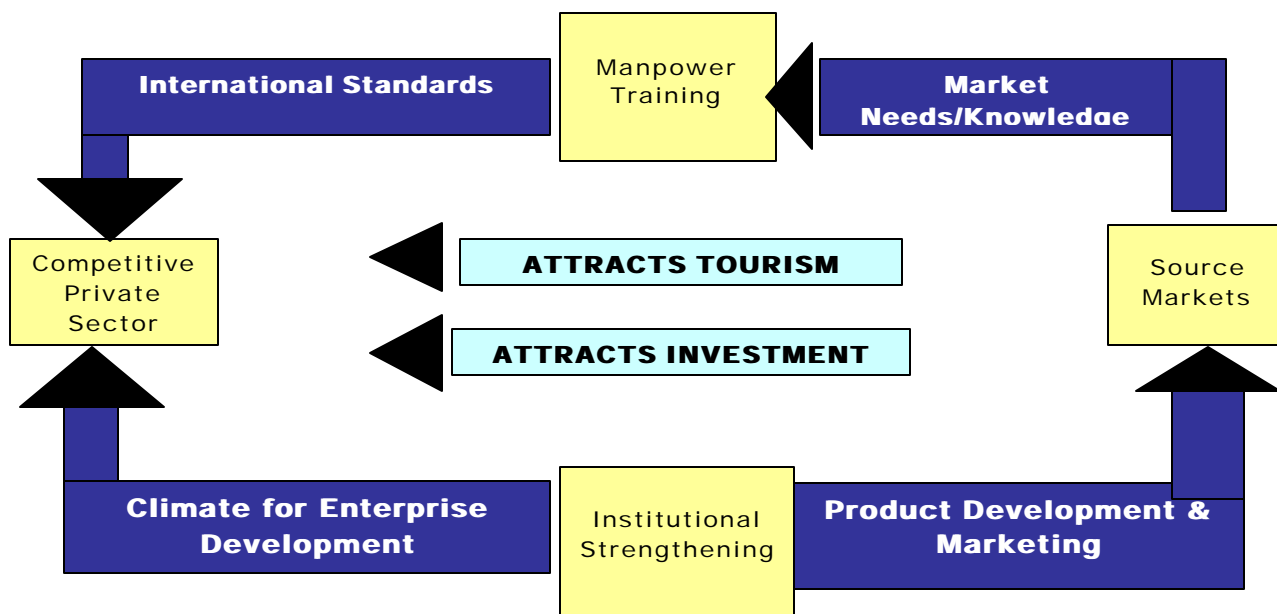 International Standards
Manpower
Training
Market
Needs/Knowledge
Competitive
Private
Sector
ATTRACTS TOURISM
ATTRACTS INVESTMENT
Source
Markets
Climate for Enterprise
Development
Institutional
Strengthening
Product Development &
Marketing